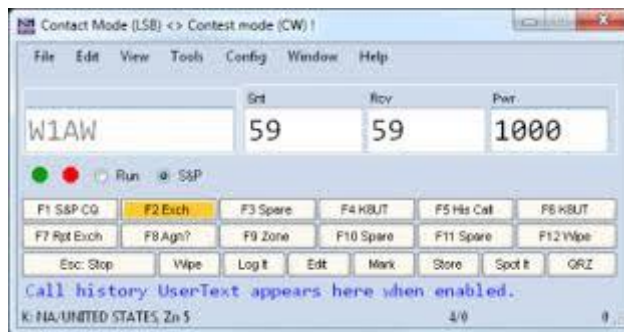 Contact Mode (LSB) <> Contest mode (CW) !
File Edit View Tools Config Window Help
Snt Rcv Pwr
W1AW 59 59 1000
Run S&P
F1 S&P CQ F2 Exch F3 Spare F4 K8UT F5 His Call F6 K8UT
F7 Rpt Exch F8 Agn? F9 Zone F10 Spare F11 Spare F12 Wipe
Esc: Stop Wipe Log It Edit Mark Store Spot It QRZ
Call history UserText appears here when enabled.
K: NA/UNITED STATES, Zn 5 4/0 0